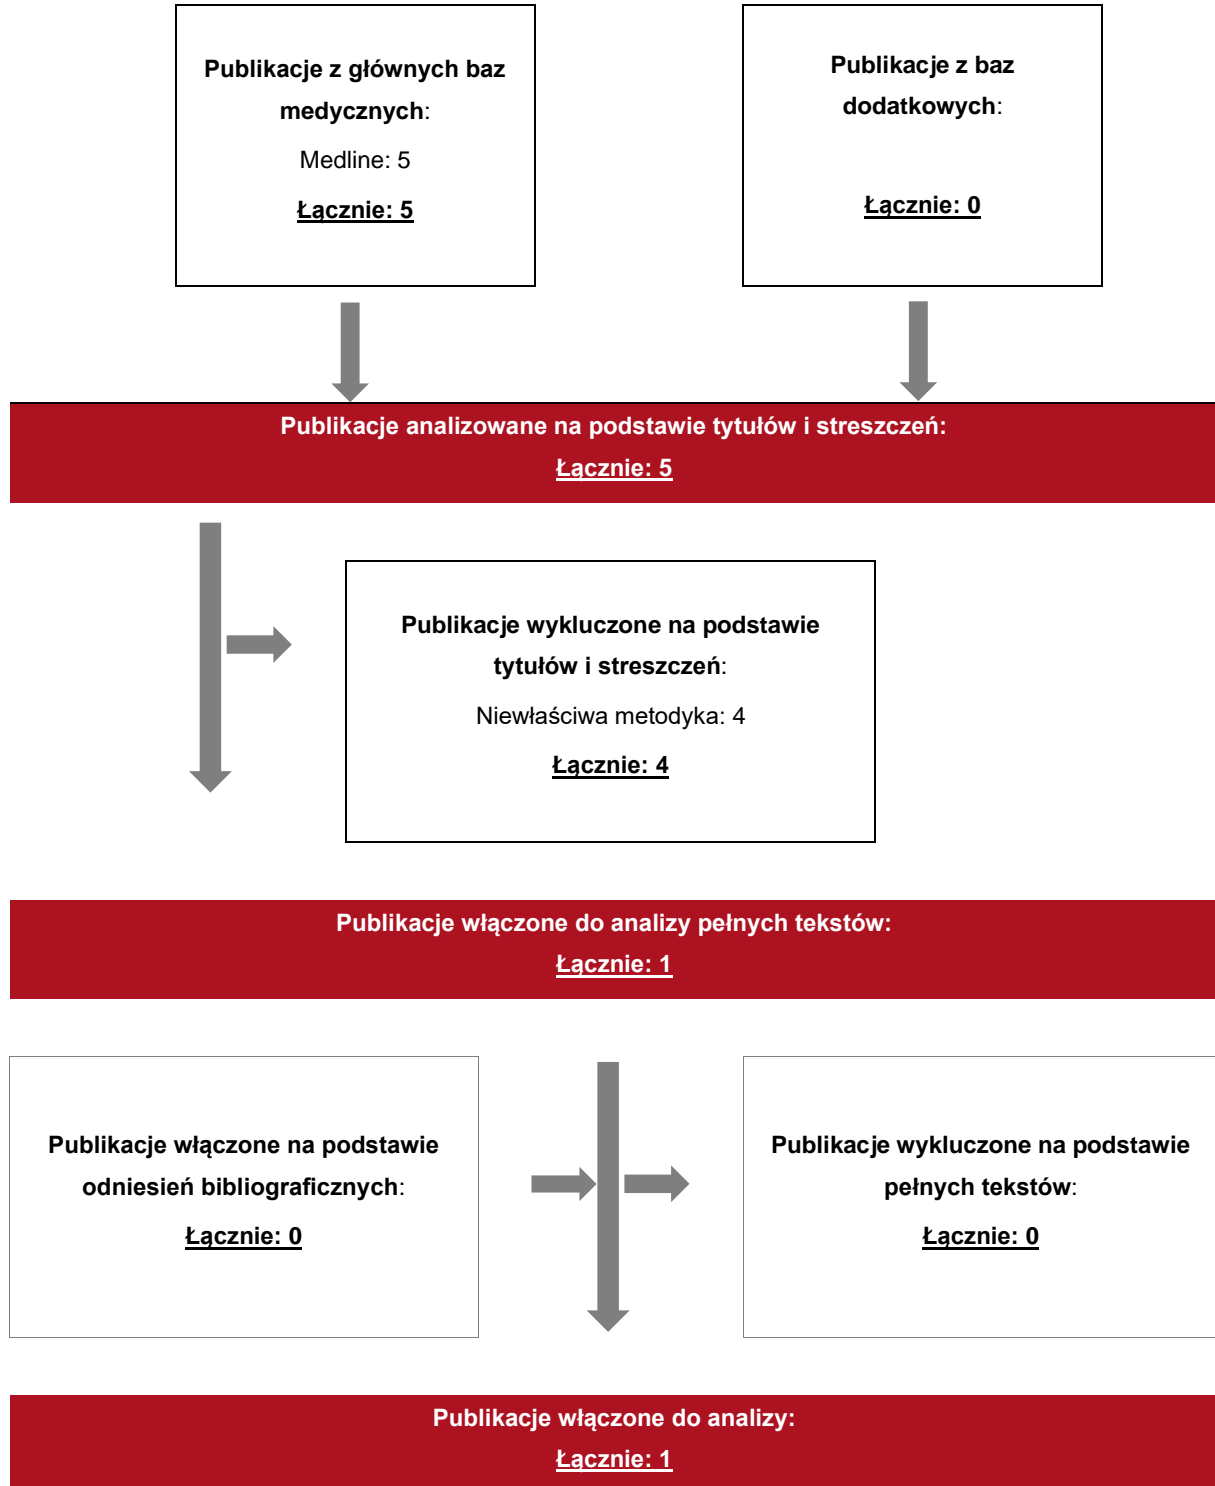 Publikacje z głównych baz
medycznych:
Medline: 5
Łącznie: 5
Publikacje z baz
dodatkowych:
Łącznie: 0
Publikacje analizowane na podstawie tytułów i streszczeń:
Łącznie: 5
Publikacje wykluczone na podstawie
tytułów i streszczeń:
Niewłaściwa metodyka: 4
Łącznie: 4
Publikacje włączone do analizy pełnych tekstów:
Łącznie: 1
Publikacje włączone na podstawie
odniesień bibliograficznych:
Łącznie: 0
Publikacje wykluczone na podstawie
pełnych tekstów:
Łącznie: 0
Publikacje włączone do analizy:
Łącznie: 1